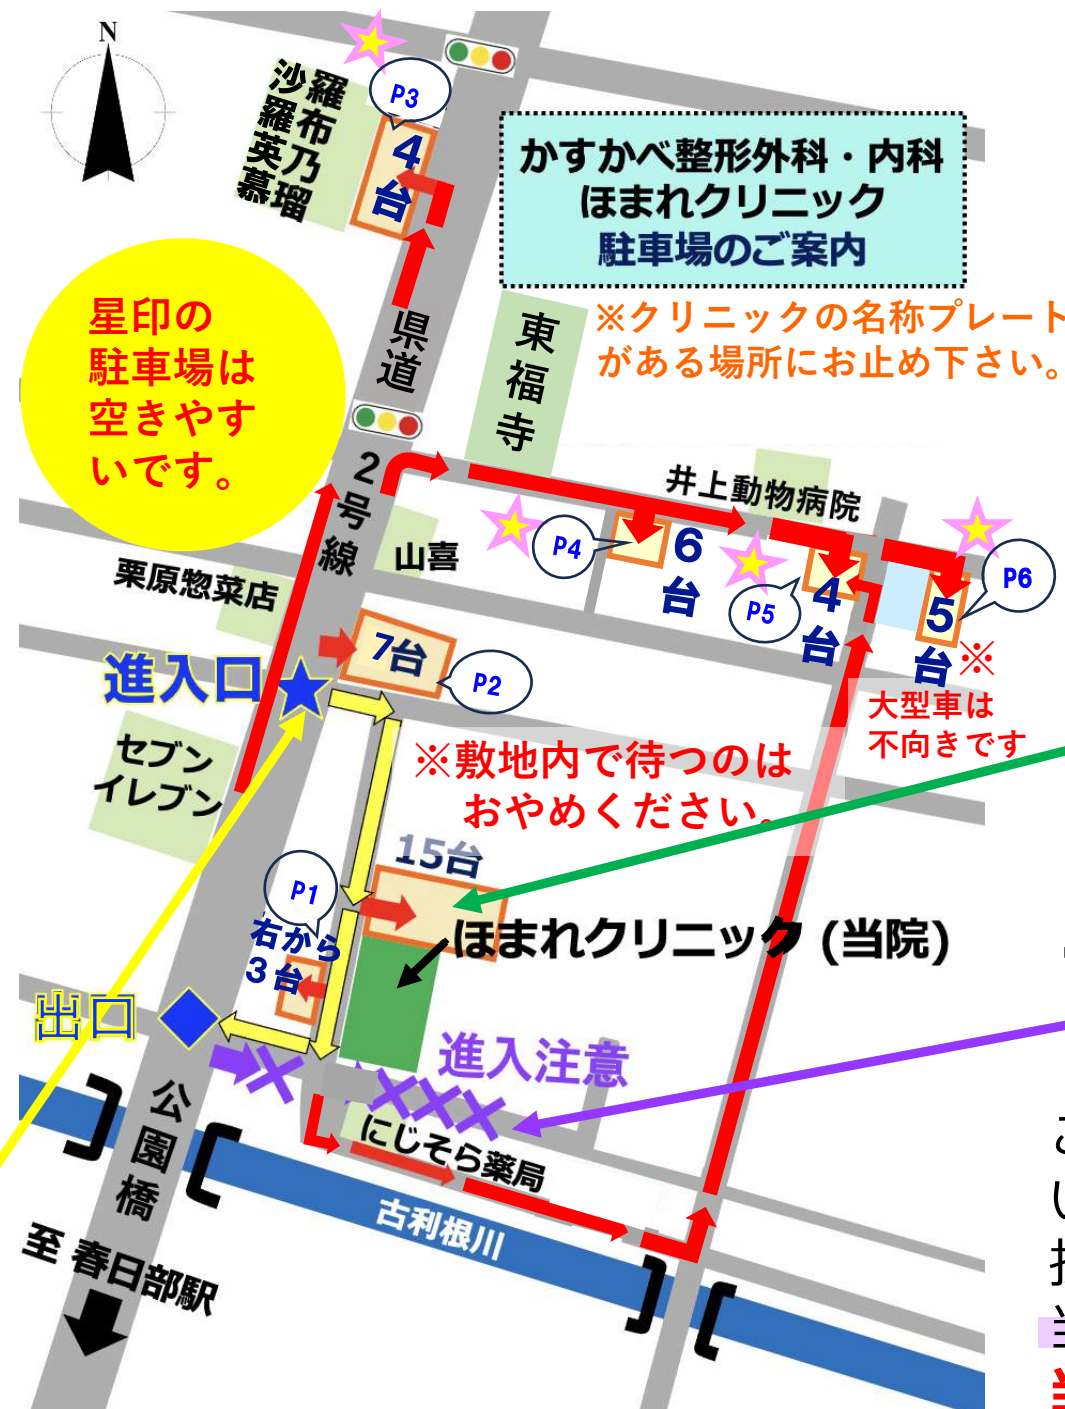 N
かすかべ整形外科・内科
ほまれクリニック
駐車場のご案内
※クリニックの名称プレート
がある場所にお止め下さい。
沙羅英慕
羅布乃瑠
P3
4台
星印の
駐車場は
空きやす
いです。
県道
2号線
東福寺
井上動物病院
山喜
P4
6台
P5
4台
P6
5台※
大型車は
不向きです
栗原惣菜店
7台
P2
進入口
セブン
イレブン
※敷地内で待つのは
おやめください。
15台
P1
右から
3台
ほまれクリニック (当院)
出口
進入注意
にじそら薬局
公園橋
古利根川
至 春日部駅